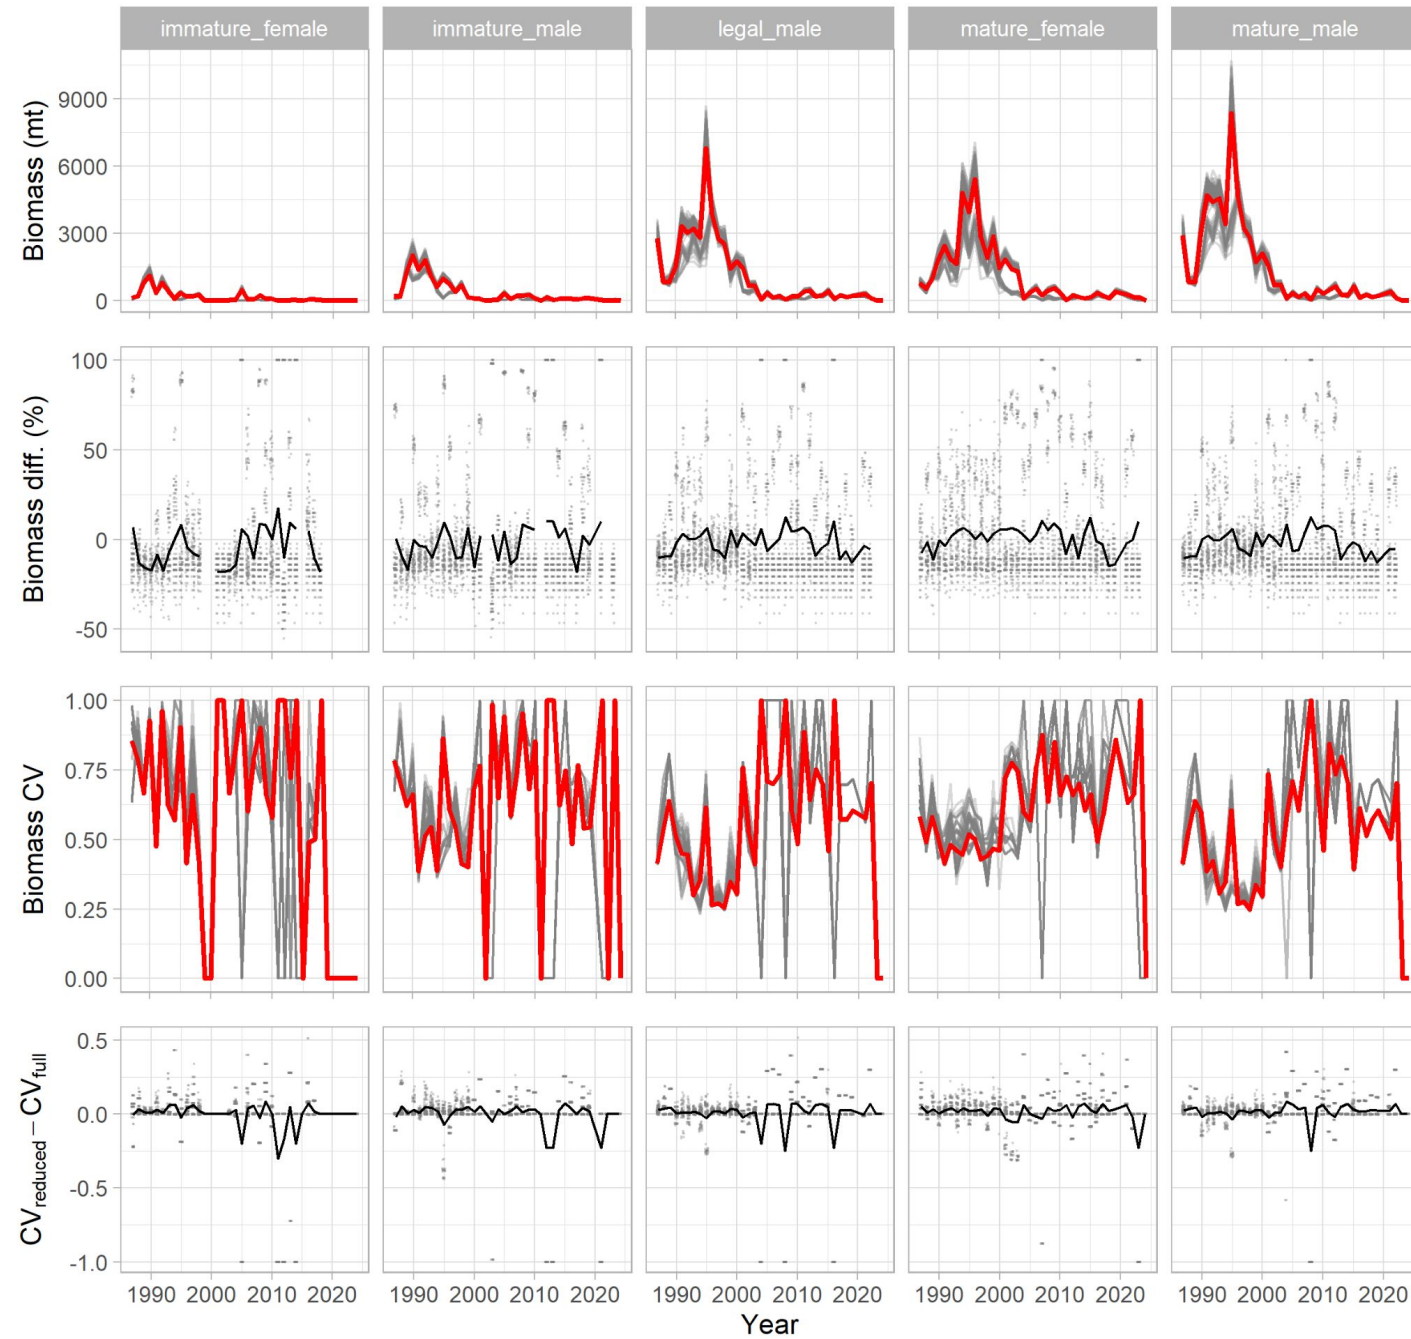 immature_female immature_male legal_male mature_female mature_male
Biomass (mt)
9000
6000
3000
0
Biomass diff. (%)
100
50
0
-50
Biomass CV
1.00
0.75
0.50
0.25
0.00
CVreduced − CVfull
0.5
0.0
-0.5
-1.0
1990 2000 2010 2020 1990 2000 2010 2020 1990 2000 2010 2020 1990 2000 2010 2020 1990 2000 2010 2020
Year